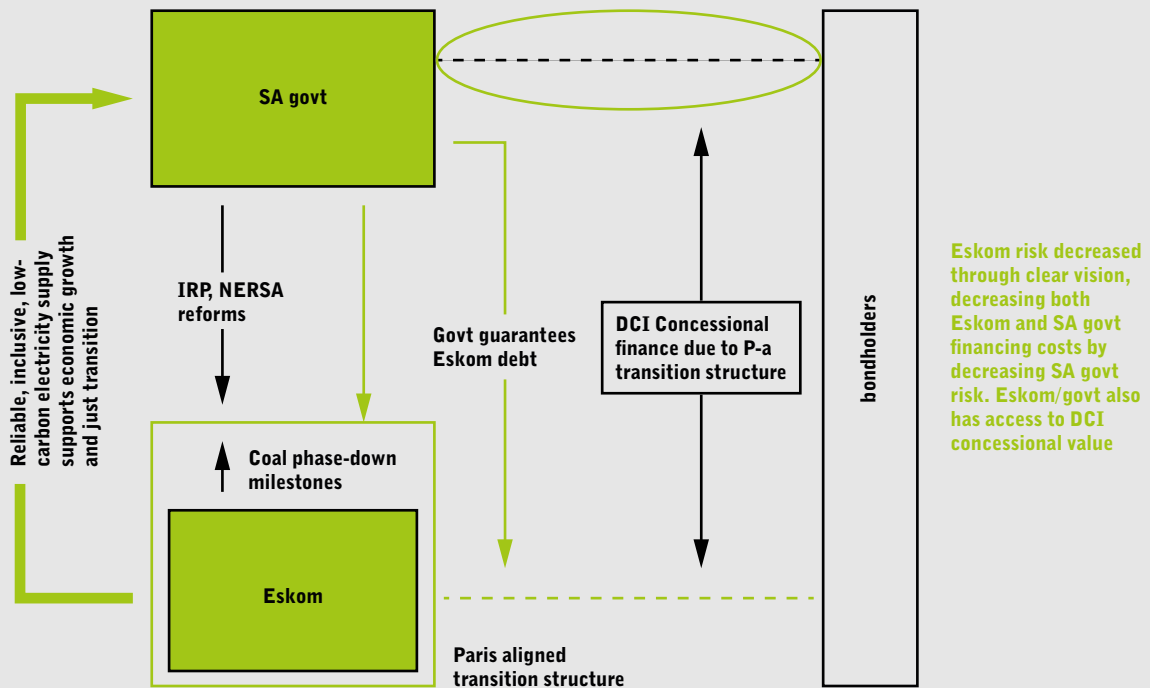 SA govt
Reliable, inclusive, low-
carbon electricity supply
supports economic growth
and just transition
IRP, NERSA
reforms
Govt guarantees
Eskom debt
DCI Concessional
finance due to P-a
transition structure
bondholders
Eskom risk decreased
through clear vision,
decreasing both
Eskom and SA govt
financing costs by
decreasing SA govt
risk. Eskom/govt also
has access to DCI
concessional value
Coal phase-down
milestones
Eskom
Paris aligned
transition structure